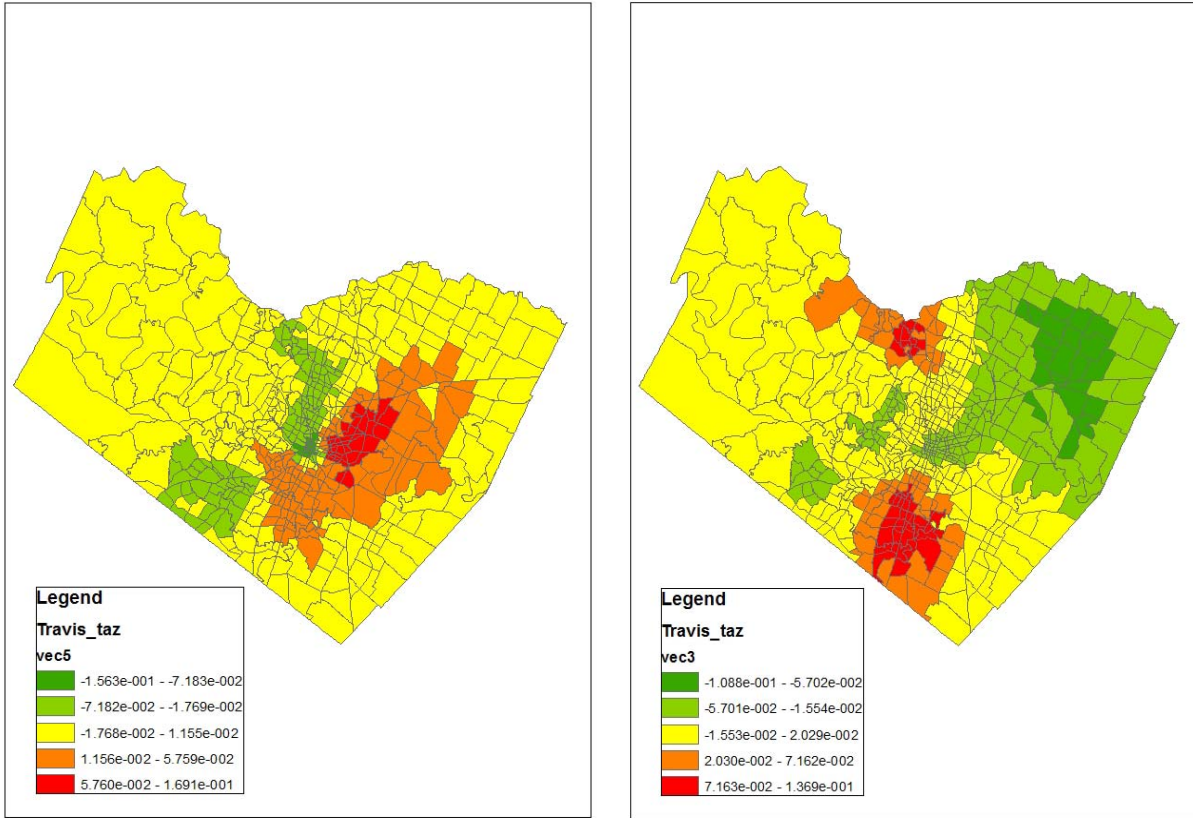 Legend
Travis_taz
vec5
-1.563e-001 - -7.183e-002
-7.182e-002 - -1.769e-002
-1.768e-002 - 1.155e-002
1.156e-002 - 5.759e-002
5.760e-002 - 1.691e-001
Legend
Travis_taz
vec3
-1.088e-001 - -5.702e-002
-5.701e-002 - -1.554e-002
-1.553e-002 - 2.029e-002
2.030e-002 - 7.162e-002
7.163e-002 - 1.369e-001